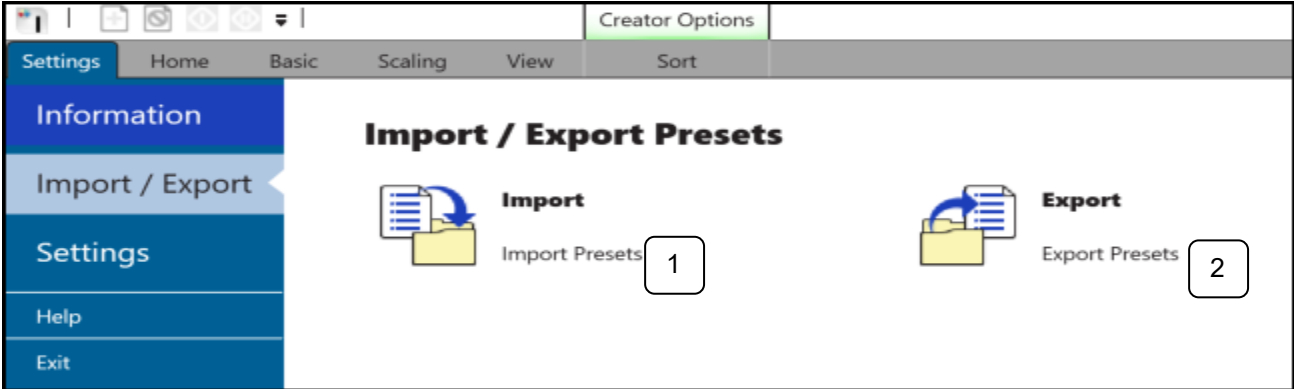 Creator Options
Settings Home Basic Scaling View Sort
Information
Import / Export
Settings
Help
Exit
Import / Export Presets
Import
Import Presets
1
Export
Export Presets
2